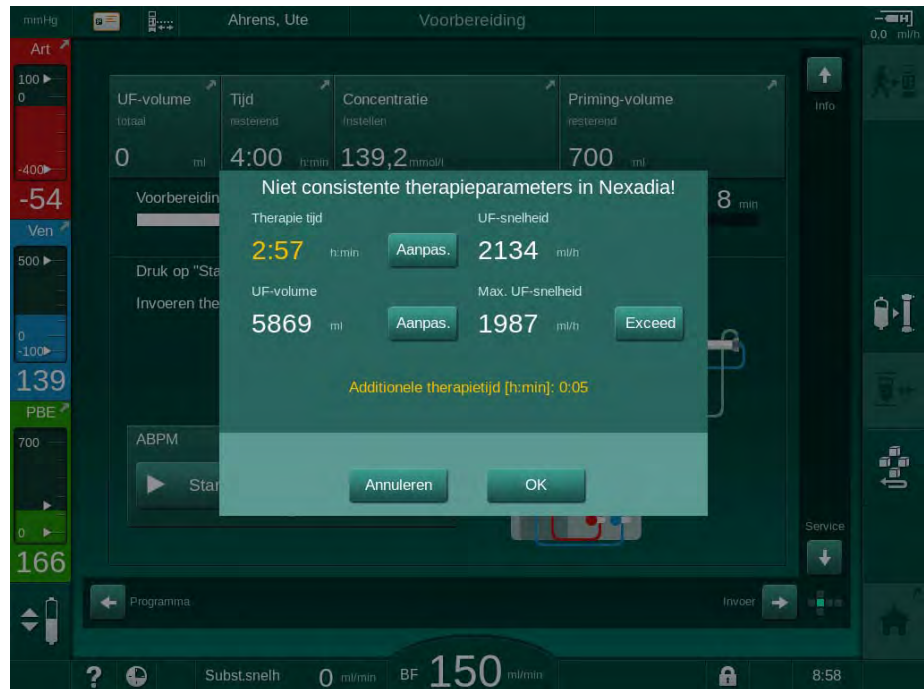 mmHg
Ahrens, Ute
Voorbereiding
0,0 ml/h
Art
100
0
-400
-54
Ven
500
0
-100
139
PBE
700
0
166
UF-volume
totaal
0 ml
Tijd
resterend
4:00 h:min
Concentratie
Instellen
139,2 mmol/l
Priming-volume
resterend
700 ml
Info
Voorbereidin
8 min
Druk op "Sta
Invoeren the
Niet consistente therapieparameters in Nexadia!
Therapie tijd
2:57 h:min
Aanpas.
UF-snelheid
2134 ml/h
UF-volume
5869 ml
Aanpas.
Max. UF-snelheid
1987 ml/h
Exceed
Additionele therapietijd [h:min]: 0:05
Annuleren
OK
ABPM
Star
Service
Programma
Invoer
?
Subst.snelh 0 ml/min
BF 150 ml/min
8:58